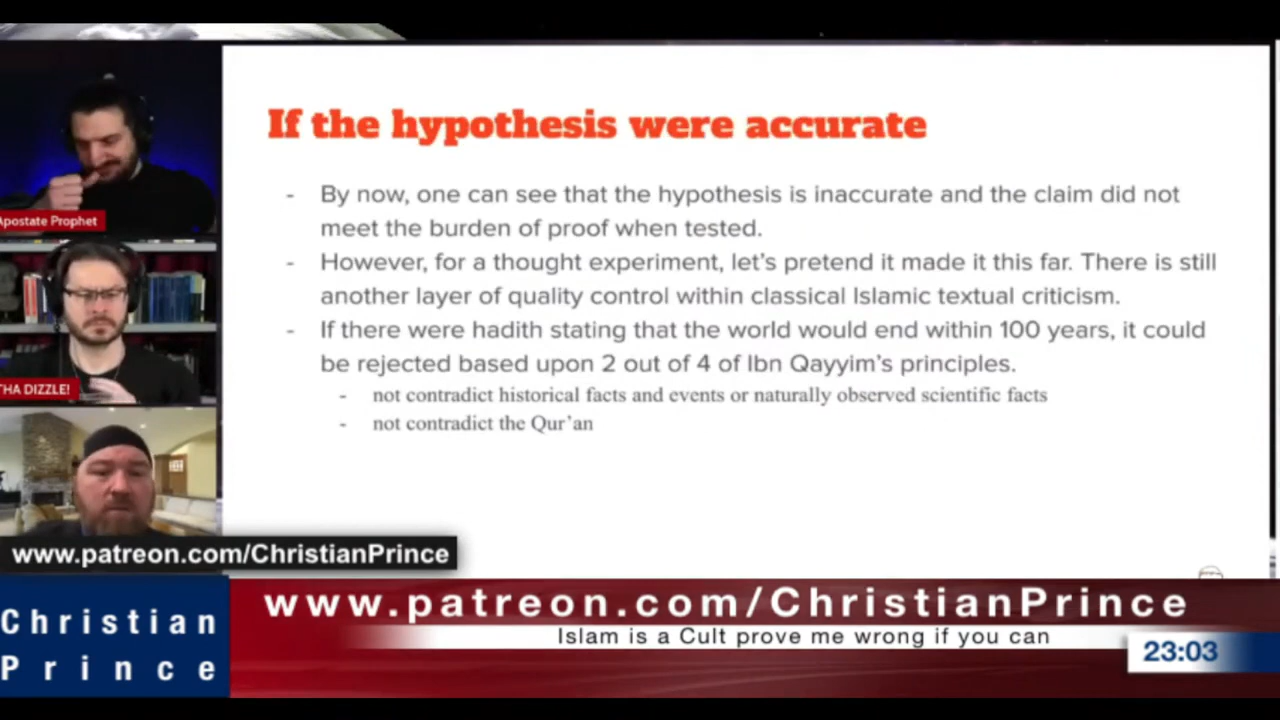 If the hypothesis were accurate
- By now, one can see that the hypothesis is inaccurate and the claim did not
meet the burden of proof when tested.
- However, for a thought experiment, let's pretend it made it this far. There is still
another layer of quality control within classical Islamic textual criticism.
- If there were hadith stating that the world would end within 100 years, it could
be rejected based upon 2 out of 4 of Ibn Qayyim's principles.
- not contradict historical facts and events or naturally observed scientific facts
- not contradict the Qur'an
Apostate Prophet
THA DIZZLE!
www.patreon.com/ChristianPrince
Christian
Prince
www.patreon.com/ChristianPrince
Islam is a Cult prove me wrong if you can
23:03